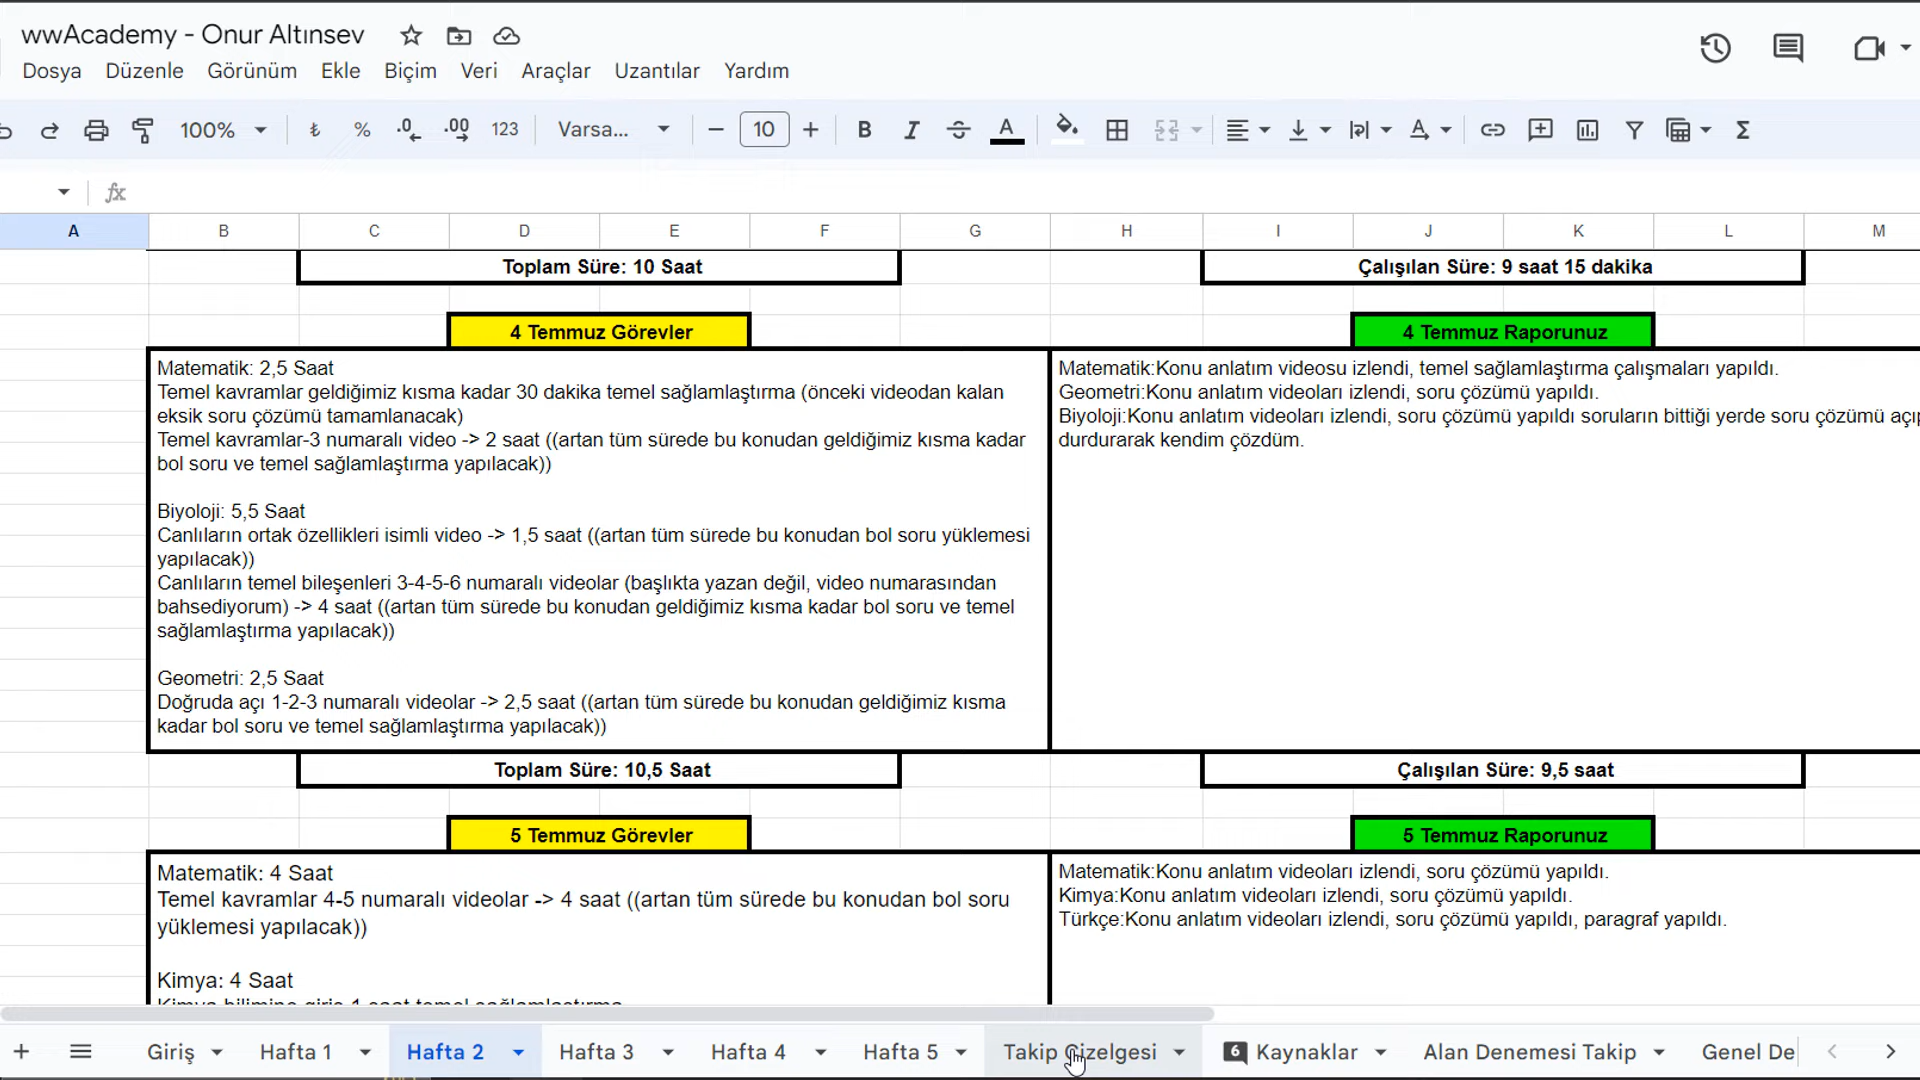 wwAcademy - Onur Altınsev
Dosya Düzenle Görünüm Ekle Biçim Veri Araçlar Uzantılar Yardım
100% ₺ % .0 .00 123 Varsa... 10 B I S A Σ
fx
A B C D E F G H I J K L M
Toplam Süre: 10 Saat
Çalışılan Süre: 9 saat 15 dakika
4 Temmuz Görevler
4 Temmuz Raporunuz
Matematik: 2,5 Saat
Temel kavramlar geldiğimiz kısma kadar 30 dakika temel sağlamlaştırma (önceki videodan kalan
eksik soru çözümü tamamlanacak)
Temel kavramlar-3 numaralı video -> 2 saat ((artan tüm sürede bu konudan geldiğimiz kısma kadar
bol soru ve temel sağlamlaştırma yapılacak))
Biyoloji: 5,5 Saat
Canlıların ortak özellikleri isimli video -> 1,5 saat ((artan tüm sürede bu konudan bol soru yüklemesi
yapılacak))
Canlıların temel bileşenleri 3-4-5-6 numaralı videolar (başlıkta yazan değil, video numarasından
bahsediyorum) -> 4 saat ((artan tüm sürede bu konudan geldiğimiz kısma kadar bol soru ve temel
sağlamlaştırma yapılacak))
Geometri: 2,5 Saat
Doğruda açı 1-2-3 numaralı videolar -> 2,5 saat ((artan tüm sürede bu konudan geldiğimiz kısma
kadar bol soru ve temel sağlamlaştırma yapılacak))
Matematik:Konu anlatım videosu izlendi, temel sağlamlaştırma çalışmaları yapıldı.
Geometri:Konu anlatım videoları izlendi, soru çözümü yapıldı.
Biyoloji:Konu anlatım videoları izlendi, soru çözümü yapıldı soruların bittiği yerde soru çözümü açıp
durdurarak kendim çözdüm.
Toplam Süre: 10,5 Saat
Çalışılan Süre: 9,5 saat
5 Temmuz Görevler
5 Temmuz Raporunuz
Matematik: 4 Saat
Temel kavramlar 4-5 numaralı videolar -> 4 saat ((artan tüm sürede bu konudan bol soru
yüklemesi yapılacak))
Kimya: 4 Saat
Kimya bilimine giriş 1 saat temel sağlamlaştırma
Matematik:Konu anlatım videoları izlendi, soru çözümü yapıldı.
Kimya:Konu anlatım videoları izlendi, soru çözümü yapıldı.
Türkçe:Konu anlatım videoları izlendi, soru çözümü yapıldı, paragraf yapıldı.
Giriş Hafta 1 Hafta 2 Hafta 3 Hafta 4 Hafta 5 Takip Çizelgesi 6 Kaynaklar Alan Denemesi Takip Genel De